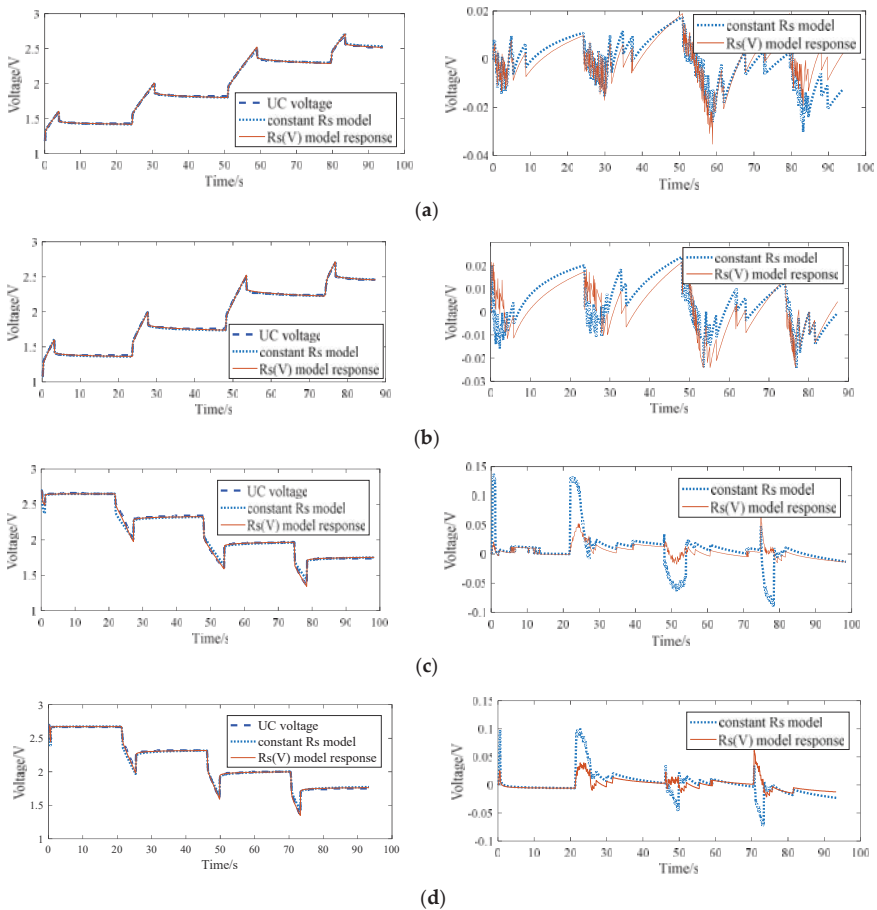 3
2.5
2
1.5
1
Voltage/V
UC voltage
constant Rs model
Rs(V) model response
0 10 20 30 40 50 60 70 80 90 100
Time/s
0.02
0
-0.02
-0.04
Voltage/V
constant Rs model
Rs(V) model response
0 10 20 30 40 50 60 70 80 90 100
Time/s
(a)
3
2.5
2
1.5
1
Voltage/V
UC voltage
constant Rs model
Rs(V) model response
0 10 20 30 40 50 60 70 80 90
Time/s
0.03
0.02
0.01
0
-0.01
-0.02
-0.03
Voltage/V
constant Rs model
Rs(V) model response
0 10 20 30 40 50 60 70 80 90
Time/s
(b)
3
2.5
2
1.5
1
Voltage/V
UC voltage
constant Rs model
Rs(V) model response
0 10 20 30 40 50 60 70 80 90 100
Time/s
0.15
0.1
0.05
0
-0.05
-0.1
Voltage/V
constant Rs model
Rs(V) model response
0 10 20 30 40 50 60 70 80 90 100
Time/s
(c)
3
2.5
2
1.5
1
Voltage/V
UC voltage
constant Rs model
Rs(V) model response
0 10 20 30 40 50 60 70 80 90 100
Time/s
0.15
0.1
0.05
0
-0.05
-0.1
Voltage/V
constant Rs model
Rs(V) model response
0 10 20 30 40 50 60 70 80 90 100
Time/s
(d)